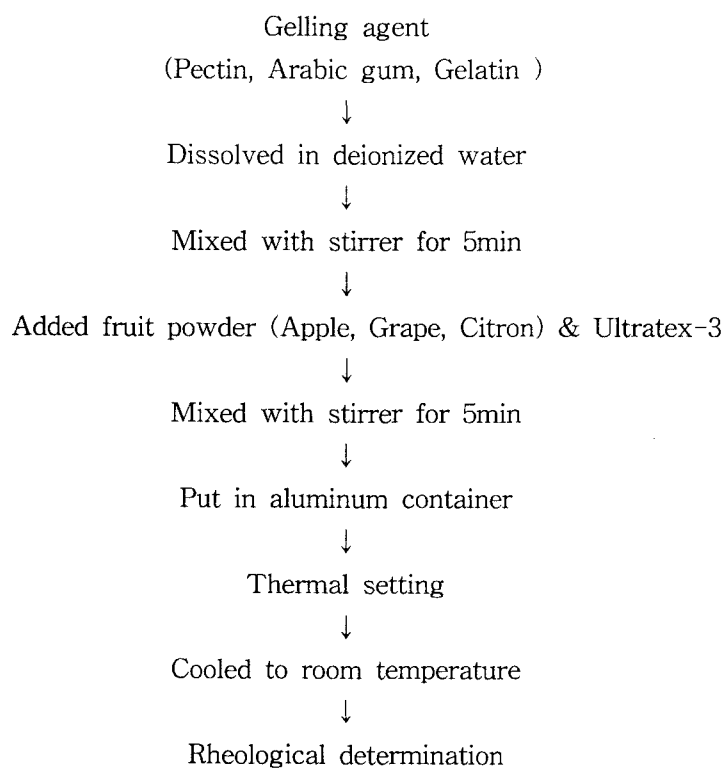 Gelling agent
(Pectin, Arabic gum, Gelatin )
↓
Dissolved in deionized water
↓
Mixed with stirrer for 5min
↓
Added fruit powder (Apple, Grape, Citron) & Ultratex-3
↓
Mixed with stirrer for 5min
↓
Put in aluminum container
↓
Thermal setting
↓
Cooled to room temperature
↓
Rheological determination